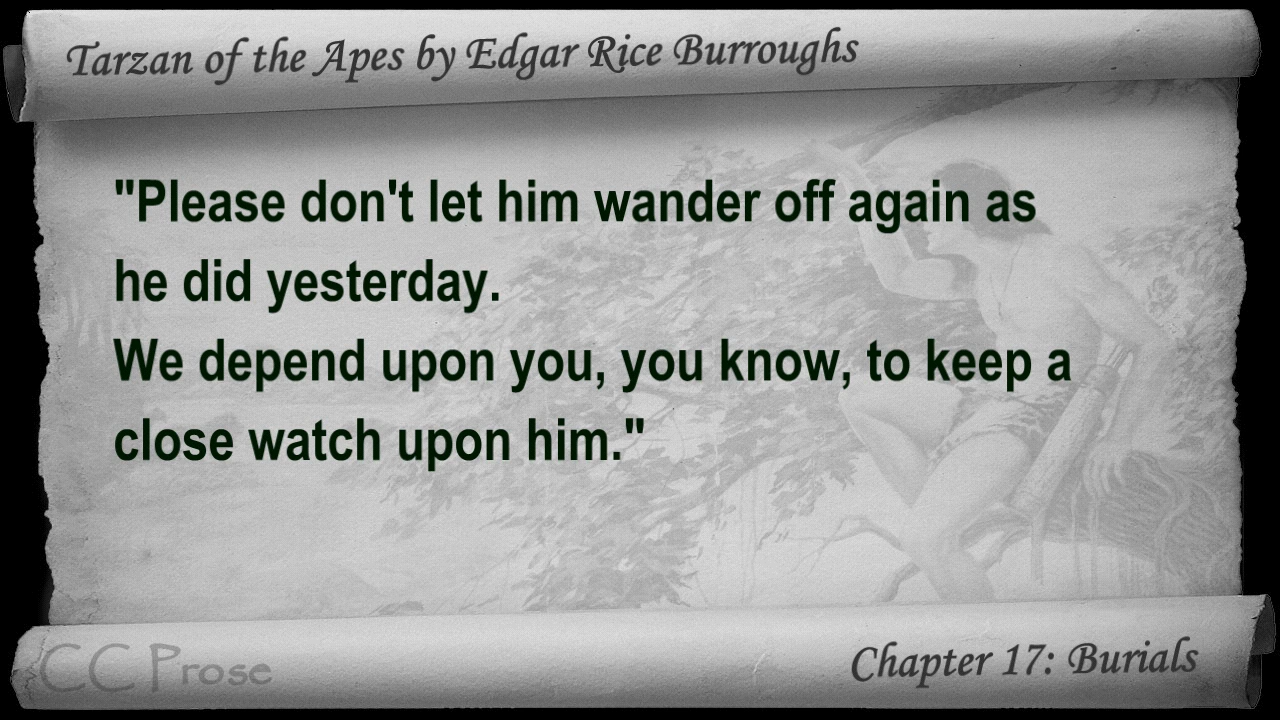 Tarzan of the Apes by Edgar Rice Burroughs
"Please don't let him wander off again as
he did yesterday.
We depend upon you, you know, to keep a
close watch upon him."
CC Prose
Chapter 17: Burials